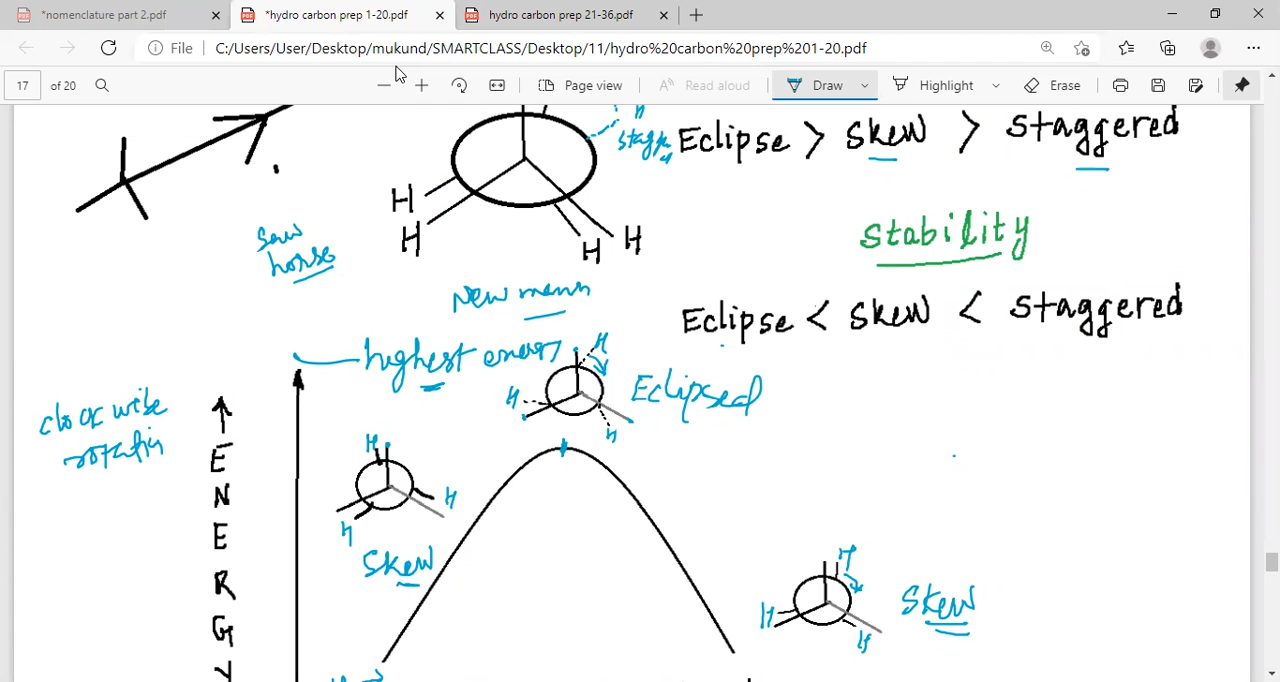 *nomenclature part 2.pdf
*hydro carbon prep 1-20.pdf
hydro carbon prep 21-36.pdf
File
C:/Users/User/Desktop/mukund/SMARTCLASS/Desktop/11/hydro%20carbon%20prep%201-20.pdf
17 of 20
Page view
Read aloud
Draw
Highlight
Erase
H
Eclipse > skew > staggered
H
H
H H
saw
horse
New mann
stability
Eclipse < skew < staggered
highest energy
H
H
H
Eclipsed
clock wise
rotatin
H
H
H
Skew
ENERGY
H
H
H
Skew